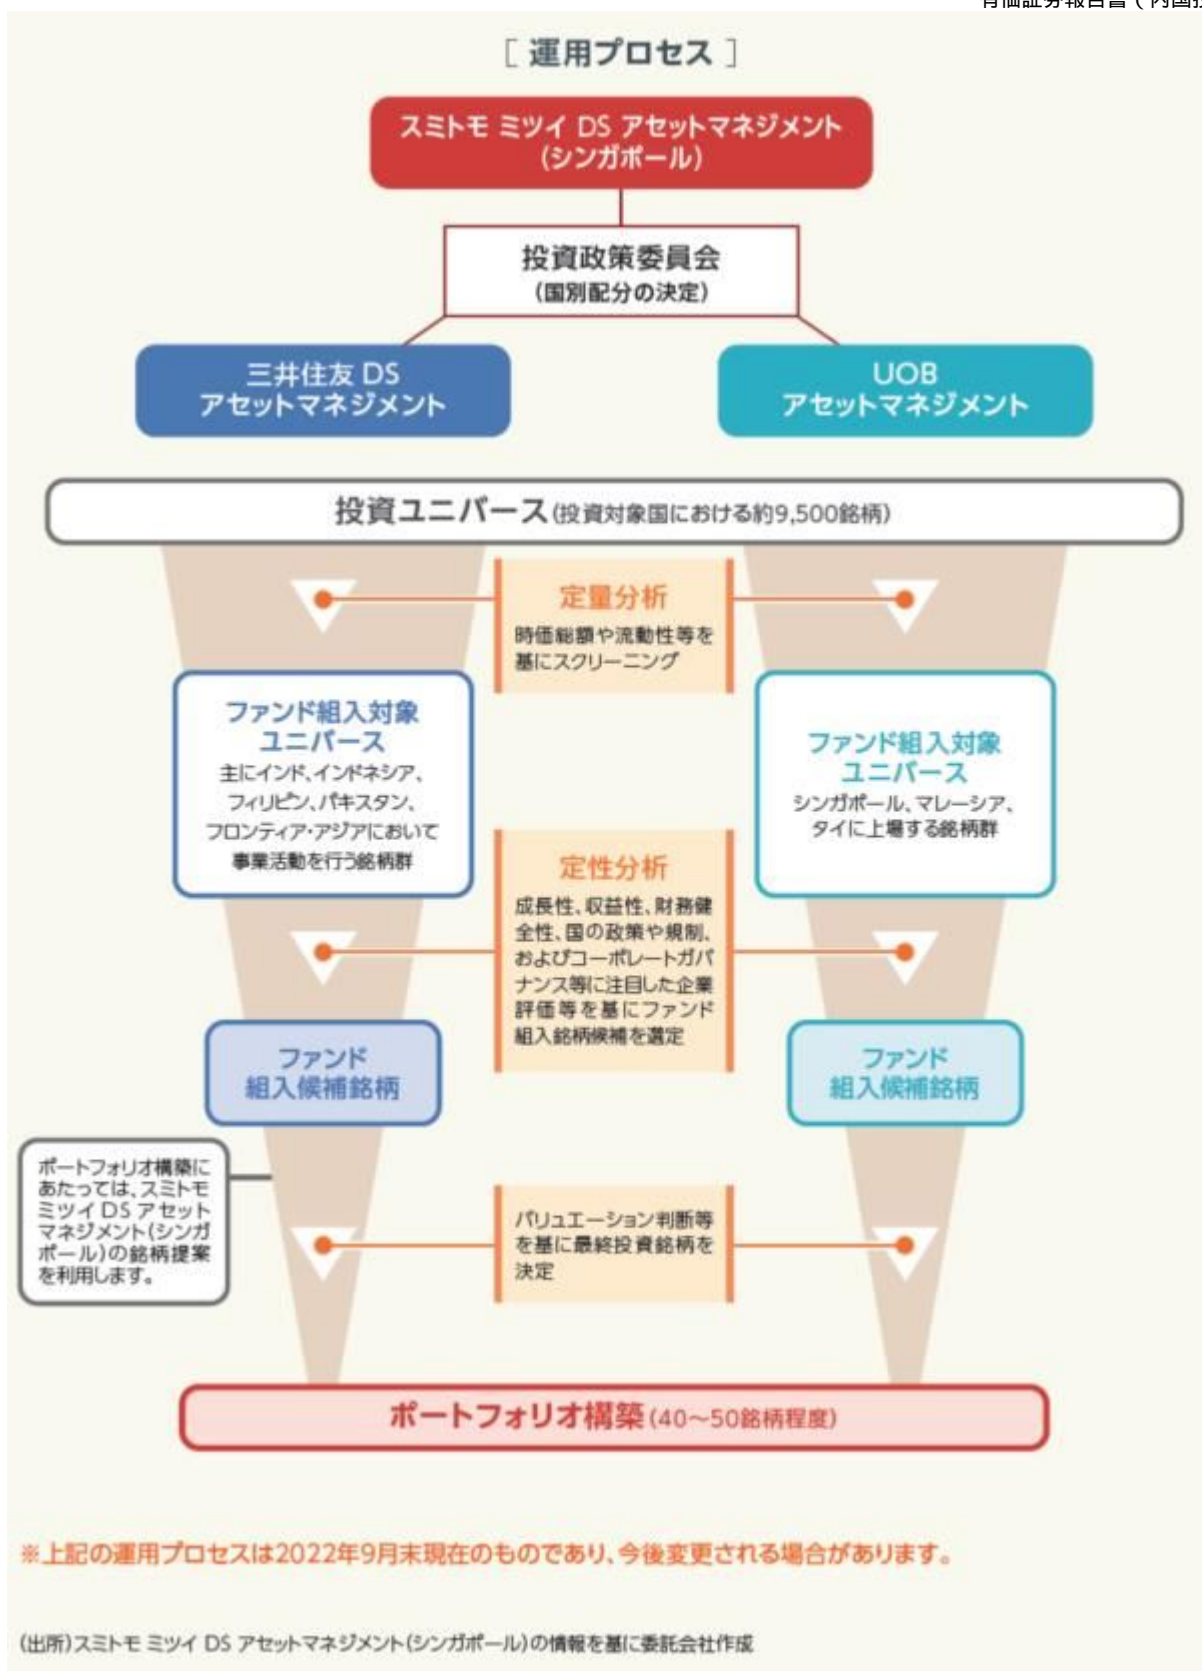 [ 運用プロセス ]
スミトモ ミツイ DS アセットマネジメント
(シンガポール)
投資政策委員会
(国別配分の決定)
三井住友 DS
アセットマネジメント
UOB
アセットマネジメント
投資ユニバース(投資対象国における約9,500銘柄)
定量分析
時価総額や流動性等を
基にスクリーニング
ファンド組入対象
ユニバース
主にインド、インドネシア、
フィリピン、パキスタン、
フロンティア・アジアにおいて
事業活動を行う銘柄群
ファンド組入対象
ユニバース
シンガポール、マレーシア、
タイに上場する銘柄群
定性分析
成長性、収益性、財務健
全性、国の政策や規制、
およびコーポレートガバ
ナンス等に注目した企業
評価等を基にファンド
組入銘柄候補を選定
ファンド
組入候補銘柄
ファンド
組入候補銘柄
ポートフォリオ構築に
あたっては、スミトモ
ミツイ DS アセット
マネジメント(シンガ
ポール)の銘柄提案
を利用します。
バリュエーション判断等
を基に最終投資銘柄を
決定
ポートフォリオ構築(40~50銘柄程度)
※上記の運用プロセスは2022年9月末現在のものであり、今後変更される場合があります。
(出所)スミトモ ミツイ DS アセットマネジメント(シンガポール)の情報を基に委託会社作成